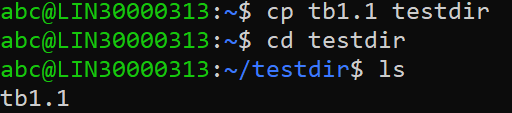 abc@LIN30000313:~$ cp tb1.1 testdir
abc@LIN30000313:~$ cd testdir
abc@LIN30000313:~/testdir$ ls
tb1.1